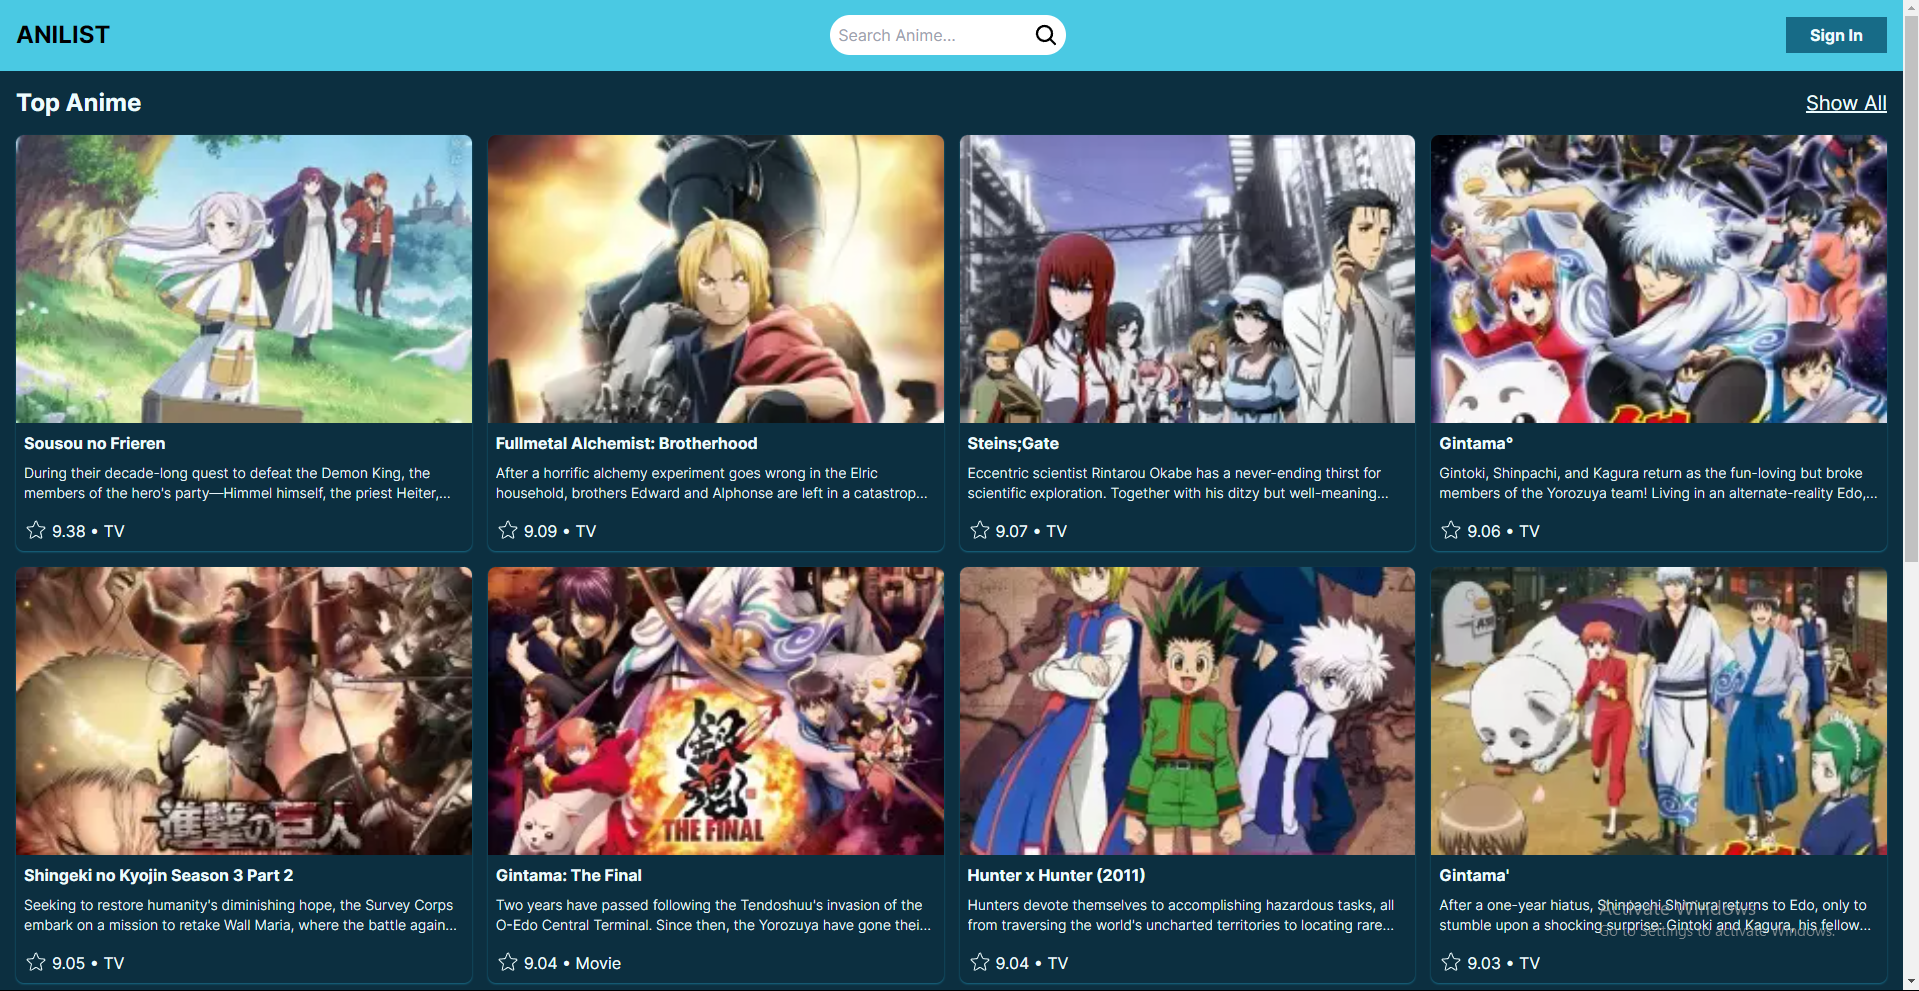 ANILIST
Search Anime...
Sign In
Top Anime
Show All
Sousou no Frieren
During their decade-long quest to defeat the Demon King, the
members of the hero's party—Himmel himself, the priest Heiter,...
9.38 • TV
Fullmetal Alchemist: Brotherhood
After a horrific alchemy experiment goes wrong in the Elric
household, brothers Edward and Alphonse are left in a catastrop...
9.09 • TV
Steins;Gate
Eccentric scientist Rintarou Okabe has a never-ending thirst for
scientific exploration. Together with his ditzy but well-meaning...
9.07 • TV
Gintama°
Gintoki, Shinpachi, and Kagura return as the fun-loving but broke
members of the Yorozuya team! Living in an alternate-reality Edo,...
9.06 • TV
進撃の巨人
Shingeki no Kyojin Season 3 Part 2
Seeking to restore humanity's diminishing hope, the Survey Corps
embark on a mission to retake Wall Maria, where the battle again...
9.05 • TV
銀魂
THE FINAL
Gintama: The Final
Two years have passed following the Tendoshuu's invasion of the
O-Edo Central Terminal. Since then, the Yorozuya have gone thei...
9.04 • Movie
Hunter x Hunter (2011)
Hunters devote themselves to accomplishing hazardous tasks, all
from traversing the world's uncharted territories to locating rare...
9.04 • TV
Gintama'
After a one-year hiatus, Shinpachi Shimura returns to Edo, only to
stumble upon a shocking surprise: Gintoki and Kagura, his fellow...
9.03 • TV
Activate Windows
Go to Settings to activate Windows.